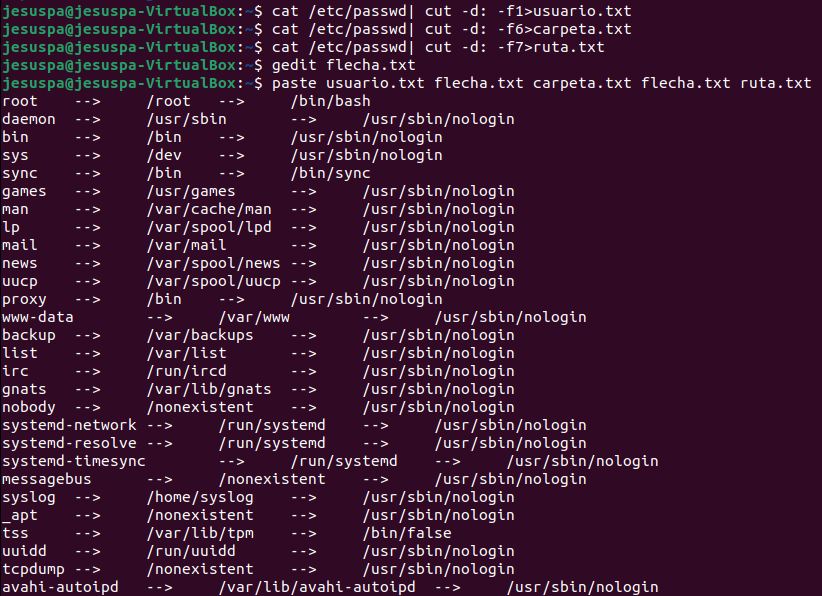 jesuspa@jesuspa-VirtualBox:~$ cat /etc/passwd| cut -d: -f1>usuario.txt
jesuspa@jesuspa-VirtualBox:~$ cat /etc/passwd| cut -d: -f6>carpeta.txt
jesuspa@jesuspa-VirtualBox:~$ cat /etc/passwd| cut -d: -f7>ruta.txt
jesuspa@jesuspa-VirtualBox:~$ gedit flecha.txt
jesuspa@jesuspa-VirtualBox:~$ paste usuario.txt flecha.txt carpeta.txt flecha.txt ruta.txt
root    -->     /root   -->     /bin/bash
daemon  -->     /usr/sbin       -->     /usr/sbin/nologin
bin     -->     /bin    -->     /usr/sbin/nologin
sys     -->     /dev    -->     /usr/sbin/nologin
sync    -->     /bin    -->     /bin/sync
games   -->     /usr/games      -->     /usr/sbin/nologin
man     -->     /var/cache/man  -->     /usr/sbin/nologin
lp      -->     /var/spool/lpd  -->     /usr/sbin/nologin
mail    -->     /var/mail       -->     /usr/sbin/nologin
news    -->     /var/spool/news -->     /usr/sbin/nologin
uucp    -->     /var/spool/uucp -->     /usr/sbin/nologin
proxy   -->     /bin    -->     /usr/sbin/nologin
www-data        -->     /var/www        -->     /usr/sbin/nologin
backup  -->     /var/backups    -->     /usr/sbin/nologin
list    -->     /var/list       -->     /usr/sbin/nologin
irc     -->     /run/ircd       -->     /usr/sbin/nologin
gnats   -->     /var/lib/gnats  -->     /usr/sbin/nologin
nobody  -->     /nonexistent    -->     /usr/sbin/nologin
systemd-network -->     /run/systemd    -->     /usr/sbin/nologin
systemd-resolve -->     /run/systemd    -->     /usr/sbin/nologin
systemd-timesync        -->     /run/systemd    -->     /usr/sbin/nologin
messagebus      -->     /nonexistent    -->     /usr/sbin/nologin
syslog  -->     /home/syslog    -->     /usr/sbin/nologin
_apt    -->     /nonexistent    -->     /usr/sbin/nologin
tss     -->     /var/lib/tpm    -->     /bin/false
uuidd   -->     /run/uuidd      -->     /usr/sbin/nologin
tcpdump -->     /nonexistent    -->     /usr/sbin/nologin
avahi-autoipd   -->     /var/lib/avahi-autoipd  -->     /usr/sbin/nologin